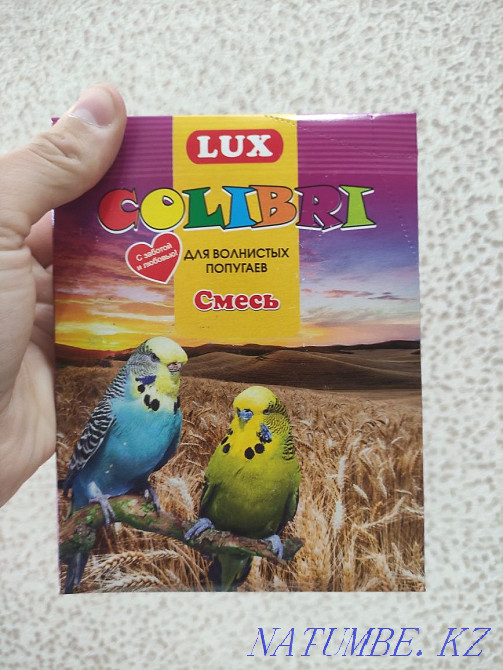 LUX
COLIBRI
С заботой
и любовью!
ДЛЯ ВОЛНИСТЫХ
ПОПУГАЕВ
Смесь
NATUMBE.KZ